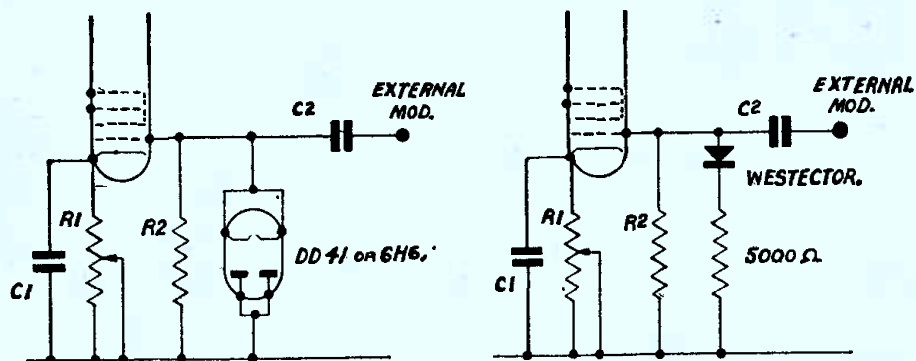 C2
EXTERNAL
MOD.
R1
R2
DD 41 OR 6H6.
C1
C2
EXTERNAL
MOD.
WESTECTOR.
R1
R2
5000 Ω
C1